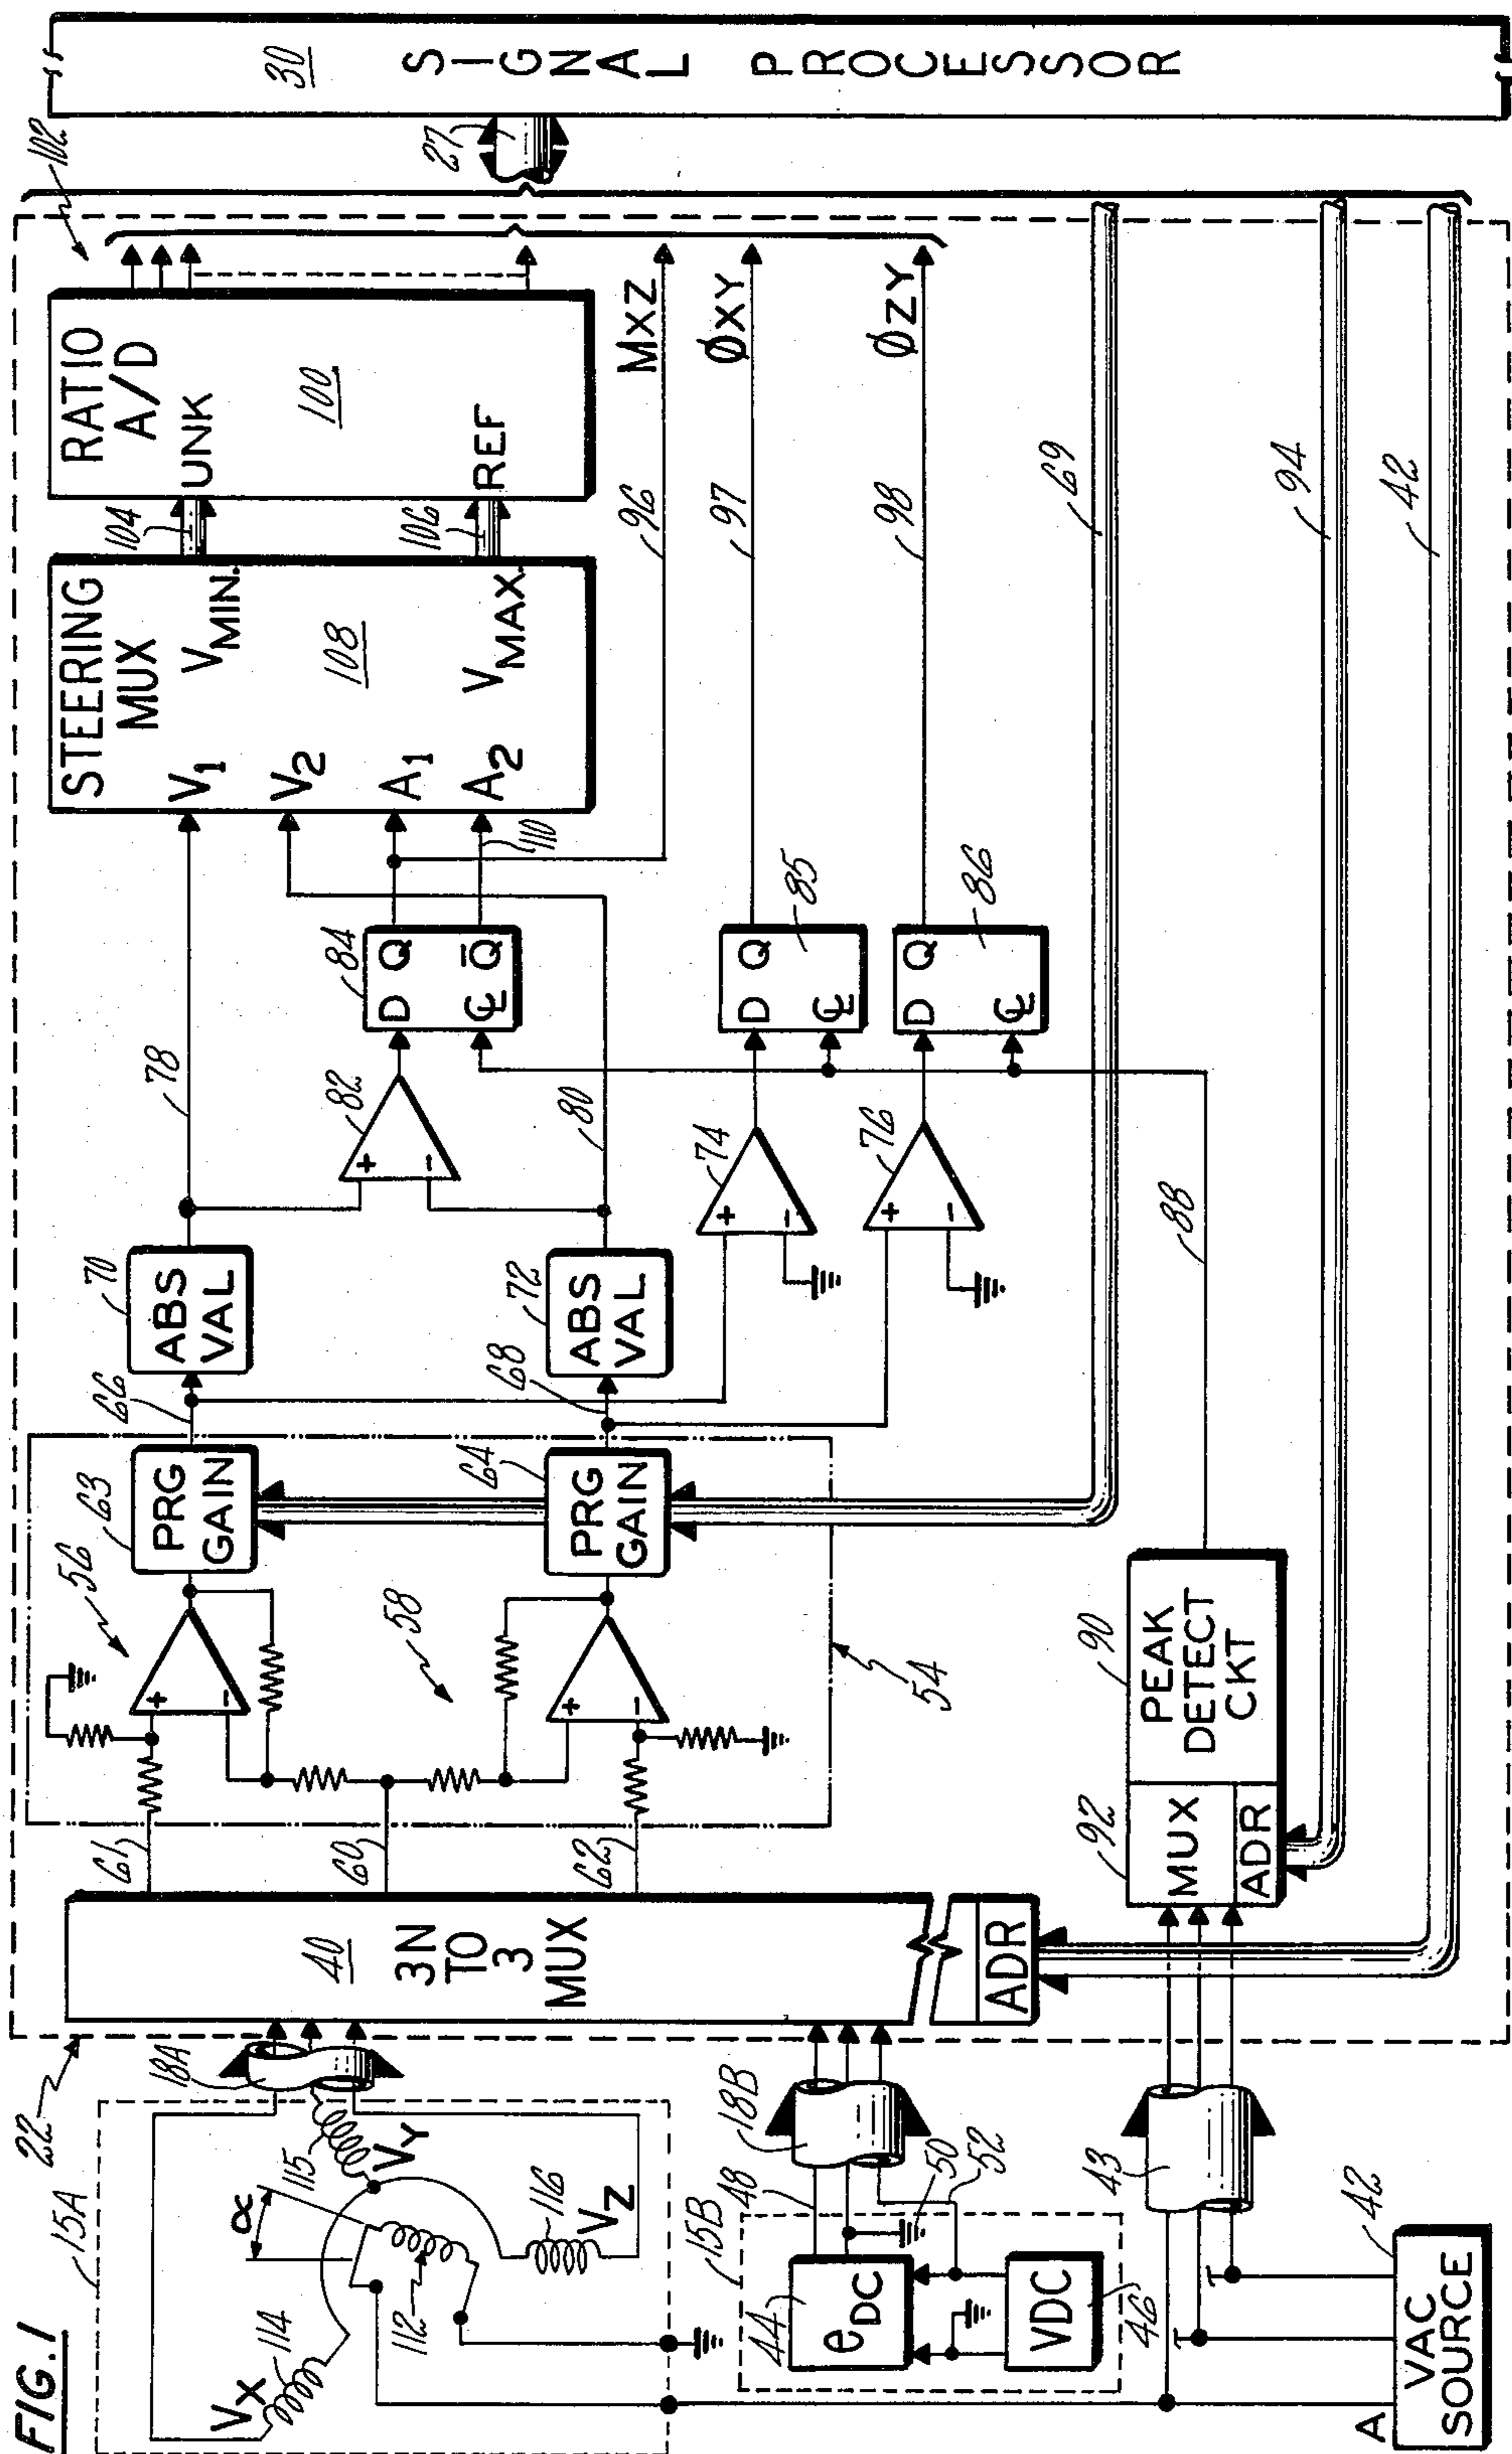 FIG. 1
22
15A
18A
114
VX
α
112
115
VY
116
VZ
15B
44
eDC
48
18B
50
52
VDC
46
43
42
A
VAC
SOURCE
40
3N
TO
3
MUX
ADR
61
60
62
56
58
54
+
-
+
-
63
PRG
GAIN
64
PRG
GAIN
66
68
70
ABS
VAL
72
ABS
VAL
78
80
82
+
-
74
+
-
76
+
-
84
D Q
CL Q̅
85
D Q
CL
86
D Q
CL
88
92
MUX
ADR
90
PEAK
DETECT
CKT
STEERING
MUX
V1
V2
A1
A2
108
VMIN.
VMAX.
110
104
106
RATIO
A/D
UNK
100
REF
102
96
MXZ
97
ØXY
98
ØZY
69
94
42
27
30
SIGNAL PROCESSOR